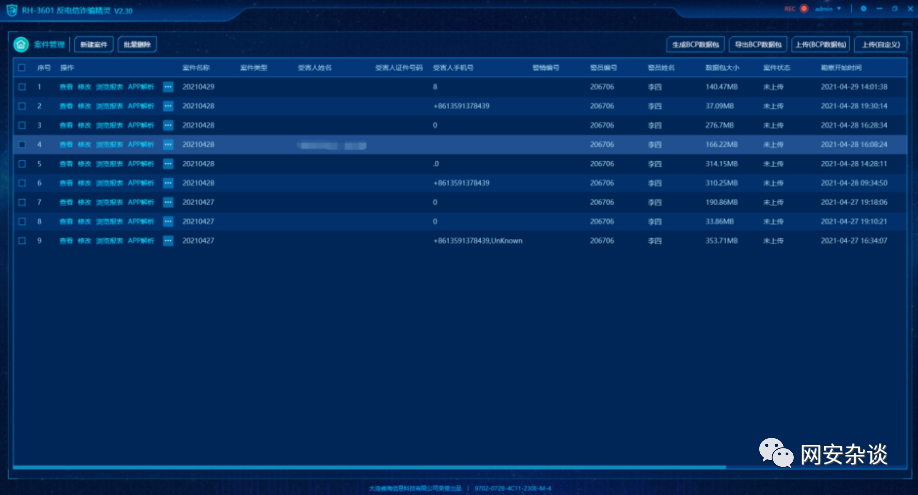 RH-3601 反电信诈骗精灵 V2.30 REC admin
案件管理 新建案件 批量删除 生成BCP数据包 导出BCP数据包 上传(BCP数据包) 上传(自定义)
序号 操作 案件名称 案件类型 受害人姓名 受害人证件号码 受害人手机号 警员编号 警员姓名 数据包大小 案件状态 勘察开始时间
1 查看 修改 浏览报表 APP解析 ... 20210429 8 206706 李四 140.47MB 未上传 2021-04-29 14:01:38
2 查看 修改 浏览报表 APP解析 ... 20210428 +8613591378439 206706 李四 37.09MB 未上传 2021-04-28 19:30:14
3 查看 修改 浏览报表 APP解析 ... 20210428 0 206706 李四 276.7MB 未上传 2021-04-28 16:28:34
4 查看 修改 浏览报表 APP解析 ... 20210428 206706 李四 166.22MB 未上传 2021-04-28 16:08:24
5 查看 修改 浏览报表 APP解析 ... 20210428 ,0 206706 李四 314.15MB 未上传 2021-04-28 14:28:11
6 查看 修改 浏览报表 APP解析 ... 20210428 +8613591378439 206706 李四 310.25MB 未上传 2021-04-28 09:34:50
7 查看 修改 浏览报表 APP解析 ... 20210427 0 206706 李四 190.86MB 未上传 2021-04-27 19:18:06
8 查看 修改 浏览报表 APP解析 ... 20210427 0 206706 李四 33.86MB 未上传 2021-04-27 19:10:21
9 查看 修改 浏览报表 APP解析 ... 20210427 +8613591378439,UnKnown 206706 李四 353.71MB 未上传 2021-04-27 16:34:07
网安杂谈